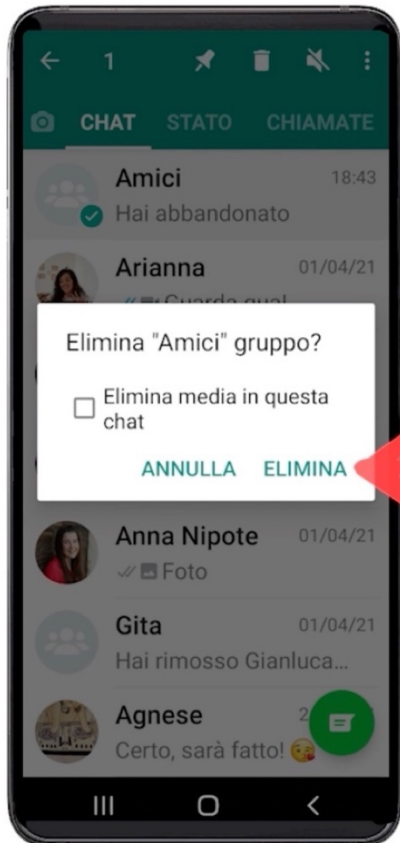 1
CHAT STATO CHIAMATE
Amici 18:43
Hai abbandonato
Arianna 01/04/21
Guarda qual
Elimina "Amici" gruppo?
Elimina media in questa
chat
ANNULLA ELIMINA
Anna Nipote 01/04/21
Foto
Gita 01/04/21
Hai rimosso Gianluca...
Agnese
Certo, sarà fatto! 😘